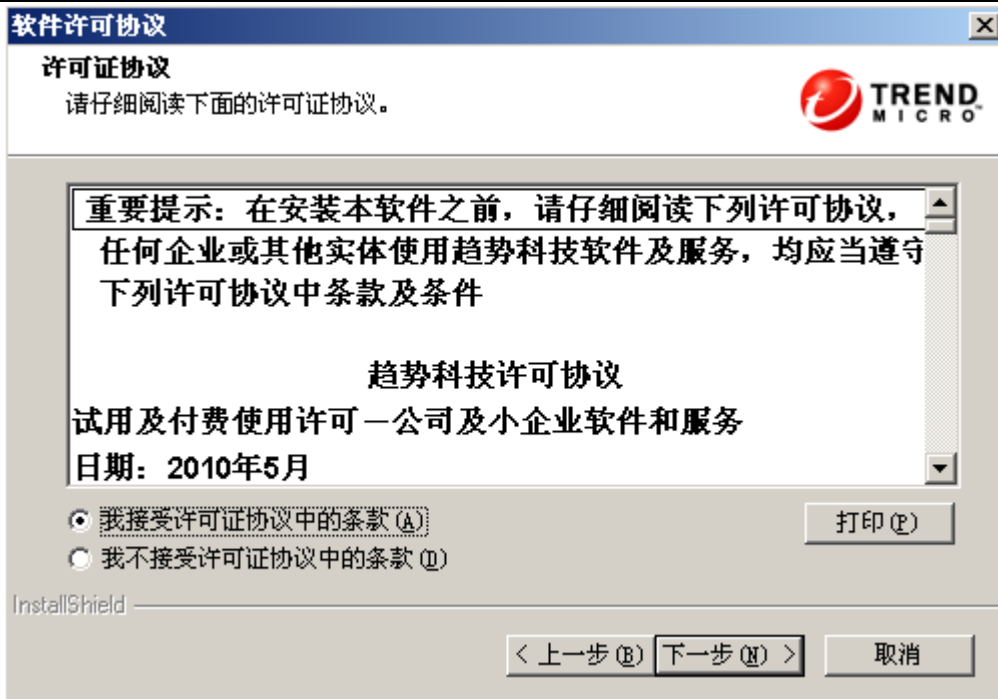 软件许可协议
许可证协议
请仔细阅读下面的许可证协议。
TREND
MICRO
重要提示：在安装本软件之前，请仔细阅读下列许可协议，
任何企业或其他实体使用趋势科技软件及服务，均应当遵守
下列许可协议中条款及条件
趋势科技许可协议
试用及付费使用许可－公司及小企业软件和服务
日期：2010年5月
我接受许可证协议中的条款(A)
打印(P)
我不接受许可证协议中的条款(D)
InstallShield
< 上一步(B)
下一步(N) >
取消